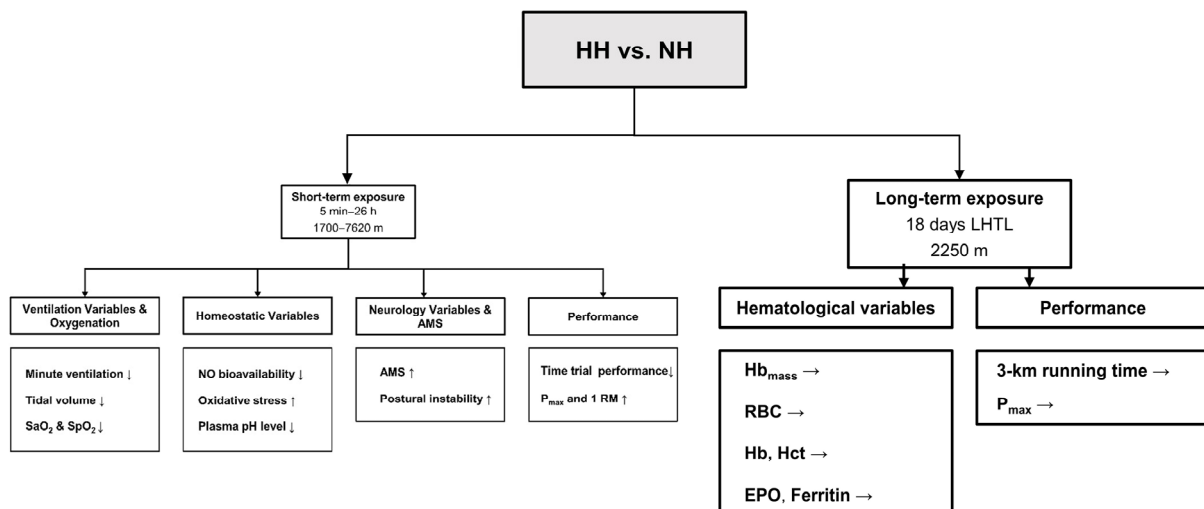 HH vs. NH
Short-term exposure
5 min–26 h
1700–7620 m
Long-term exposure
18 days LHTL
2250 m
Ventilation Variables &
Oxygenation
Homeostatic Variables
Neurology Variables &
AMS
Performance
Hematological variables
Performance
Minute ventilation ↓
Tidal volume ↓
SaO₂ & SpO₂ ↓
NO bioavailability ↓
Oxidative stress ↑
Plasma pH level ↓
AMS ↑
Postural instability ↑
Time trial performance↓
Pmax and 1 RM ↑
Hbmass →
RBC →
Hb, Hct →
EPO, Ferritin →
3-km running time →
Pmax →